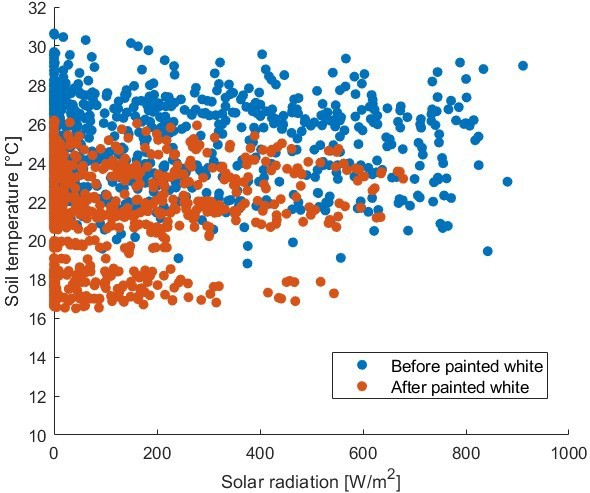 32
30
28
26
24
22
20
18
16
14
12
10
Soil temperature [°C]
Before painted white
After painted white
0 200 400 600 800 1000
Solar radiation [W/m²]